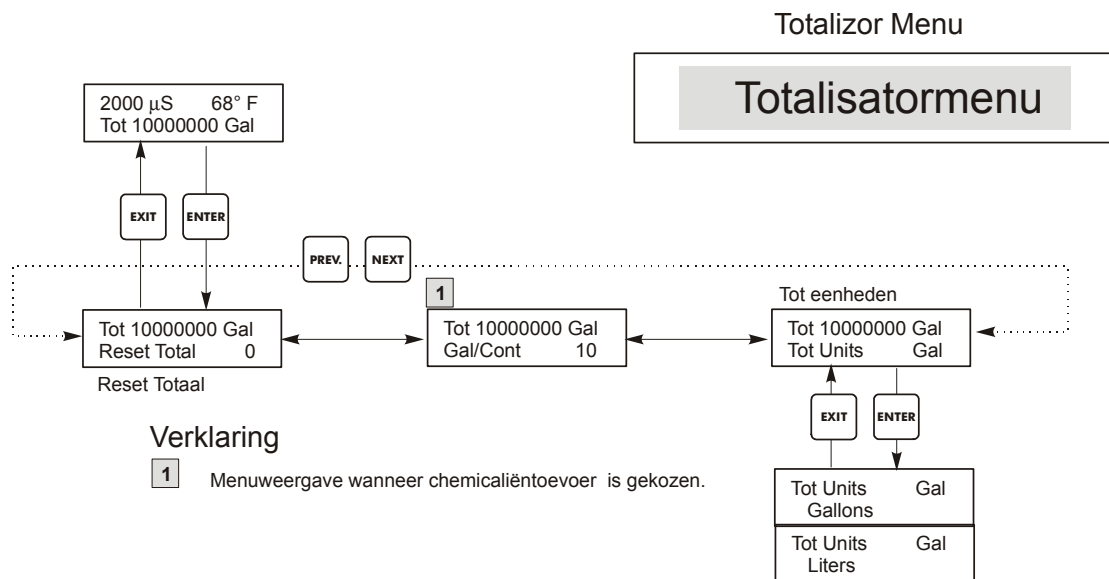 Totalizor Menu
Totalisatormenu
2000 μS 68° F
Tot 10000000 Gal
EXIT
ENTER
PREV.
NEXT
1
Tot eenheden
Tot 10000000 Gal
Reset Total 0
Tot 10000000 Gal
Gal/Cont 10
Tot 10000000 Gal
Tot Units Gal
Reset Totaal
EXIT
ENTER
Verklaring
1 Menuweergave wanneer chemicaliëntoevoer is gekozen.
Tot Units Gal
Gallons
Tot Units Gal
Liters